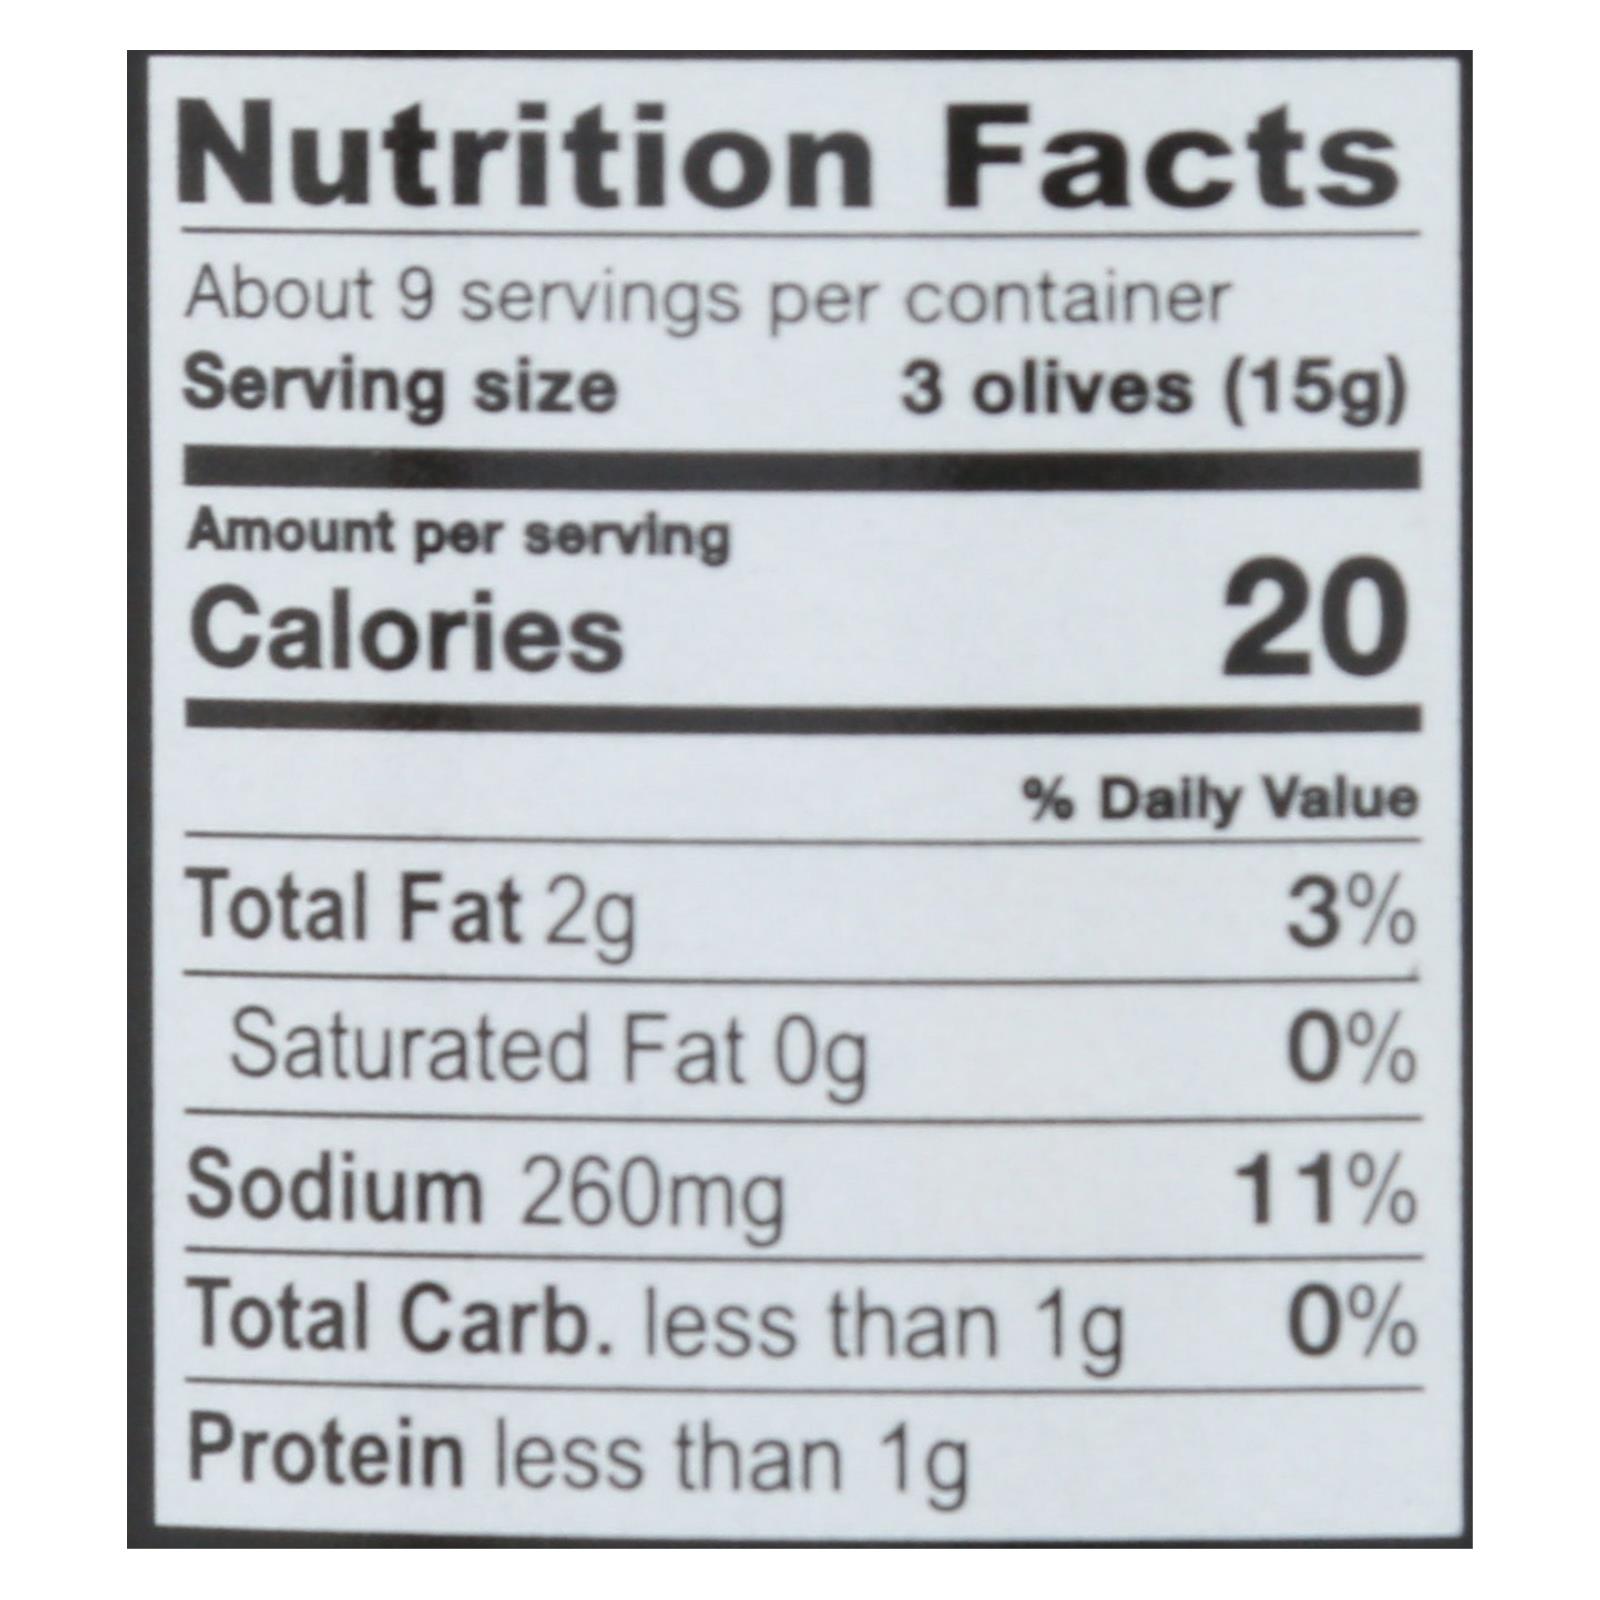 Nutrition Facts
About 9 servings per container
Serving size 3 olives (15g)
Amount per serving
Calories 20
% Daily Value
Total Fat 2g 3%
Saturated Fat 0g 0%
Sodium 260mg 11%
Total Carb. less than 1g 0%
Protein less than 1g